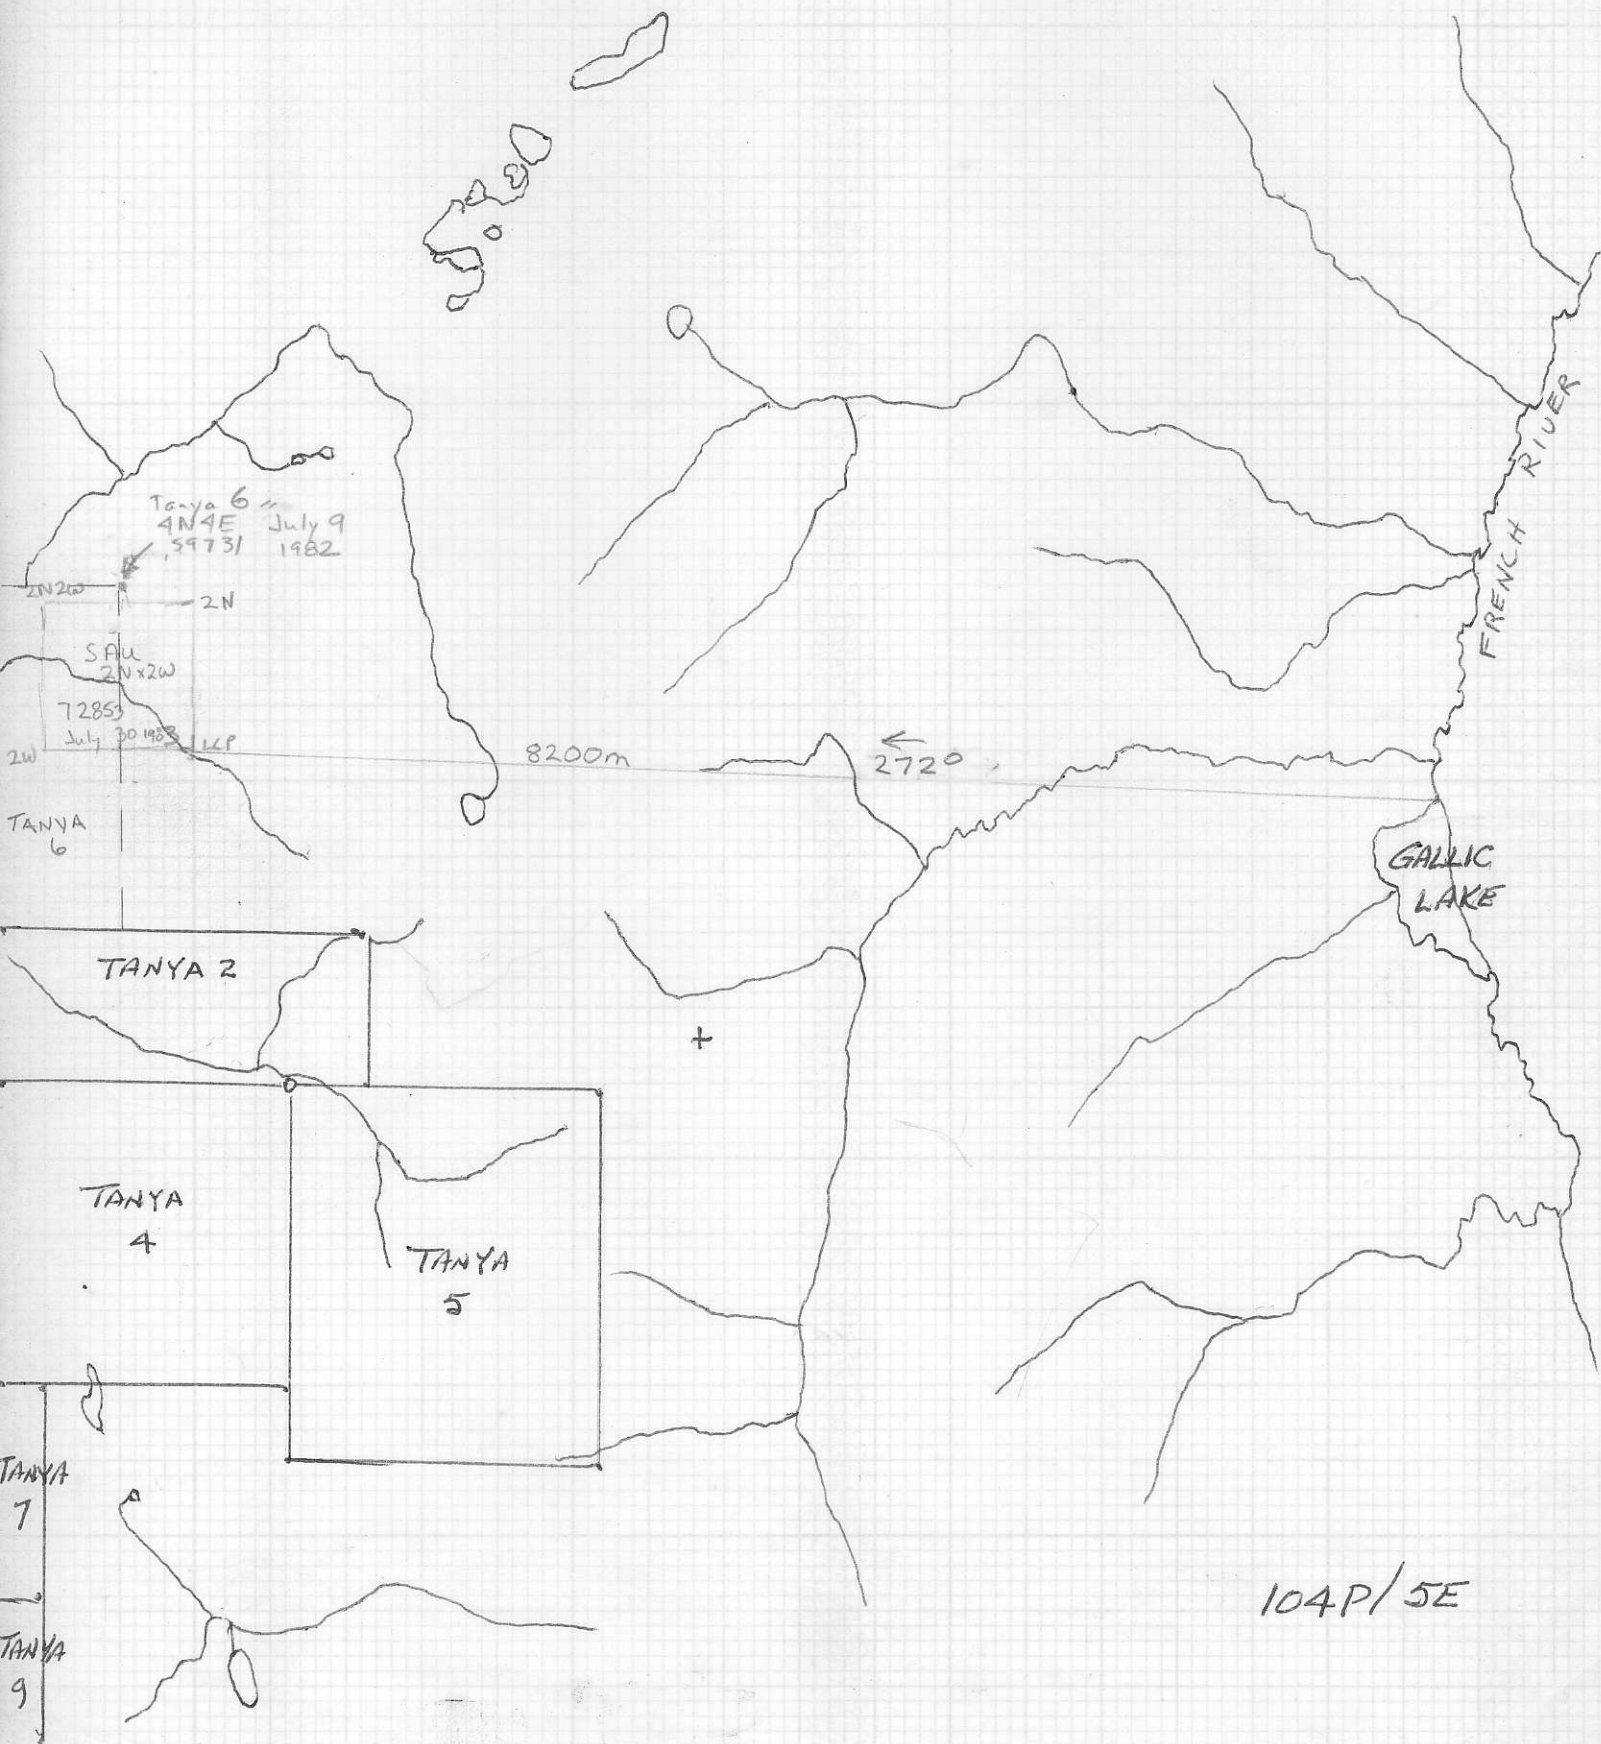 Tanya 6 "
4N4E July 9
59731 1982
2N2W
2N
SAU
2Nx2W
72853
July 30 1983
LCP
2W
8200m
←
272°
TANYA
6
FRENCH RIVER
GALLIC
LAKE
TANYA 2
+
TANYA
4
TANYA
5
TANYA
7
TANYA
9
104P/5E